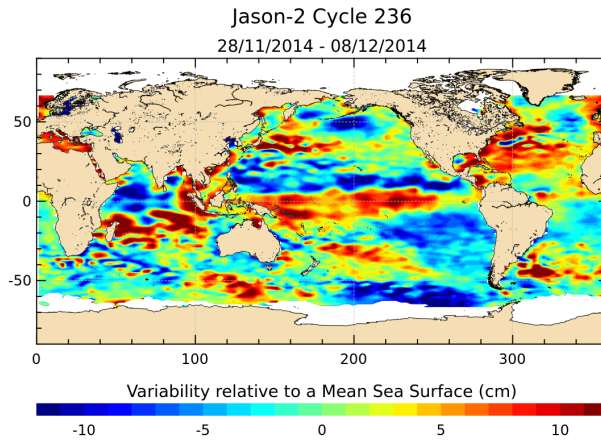 Jason-2 Cycle 236
28/11/2014 - 08/12/2014
50
0
-50
0 100 200 300
Variability relative to a Mean Sea Surface (cm)
-10 -5 0 5 10